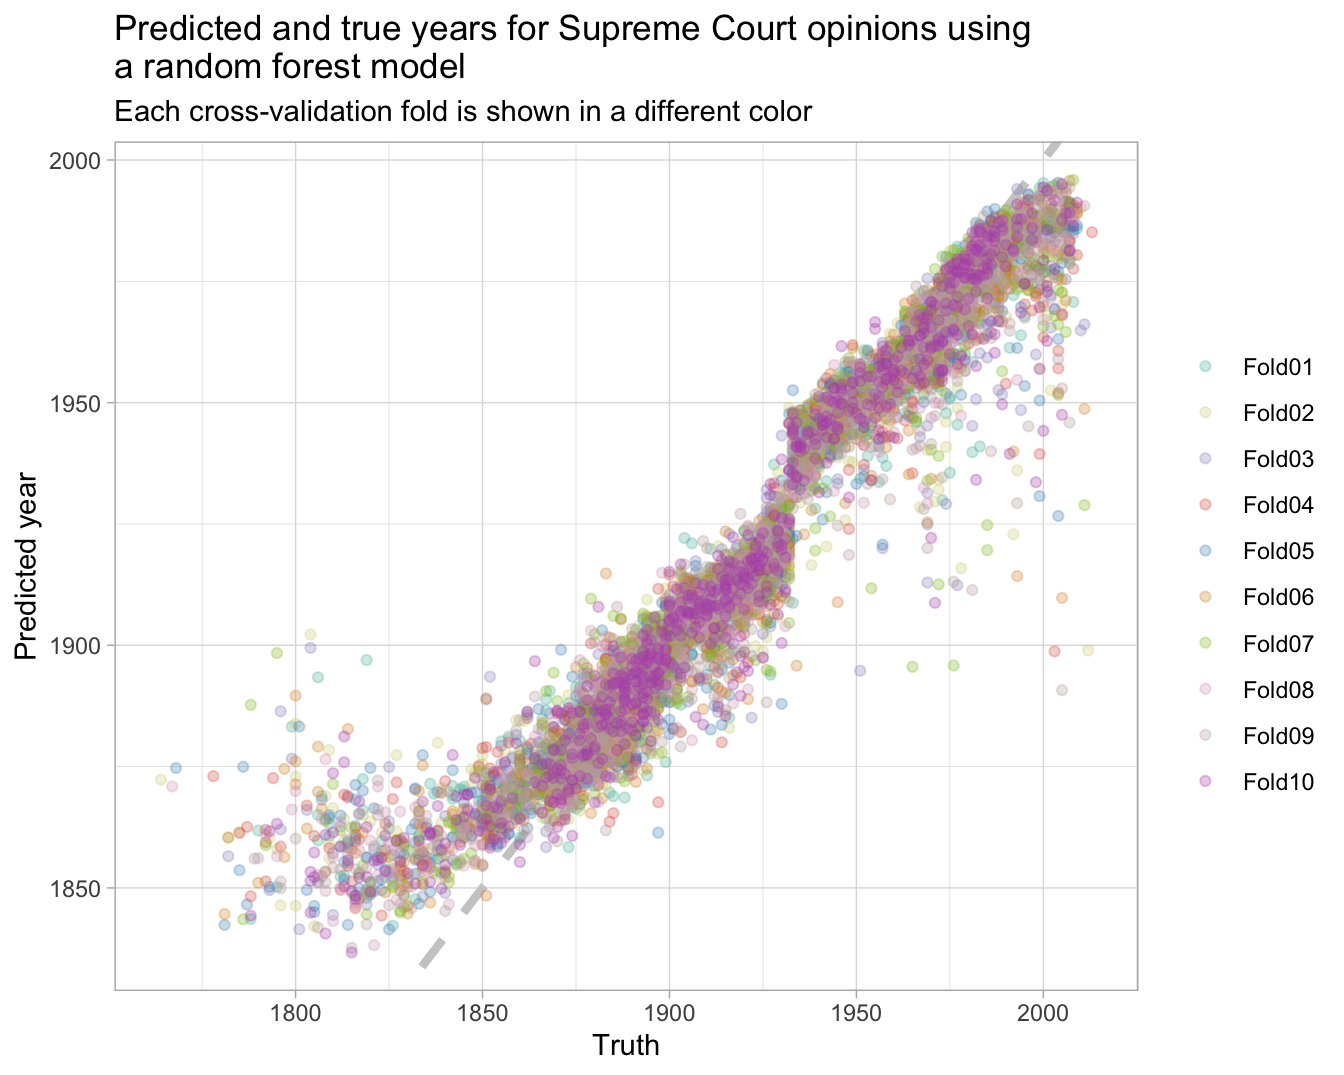 Predicted and true years for Supreme Court opinions using
a random forest model
Each cross-validation fold is shown in a different color
2000
1950
1900
1850
Predicted year
1800
1850
1900
1950
2000
Truth
Fold01
Fold02
Fold03
Fold04
Fold05
Fold06
Fold07
Fold08
Fold09
Fold10